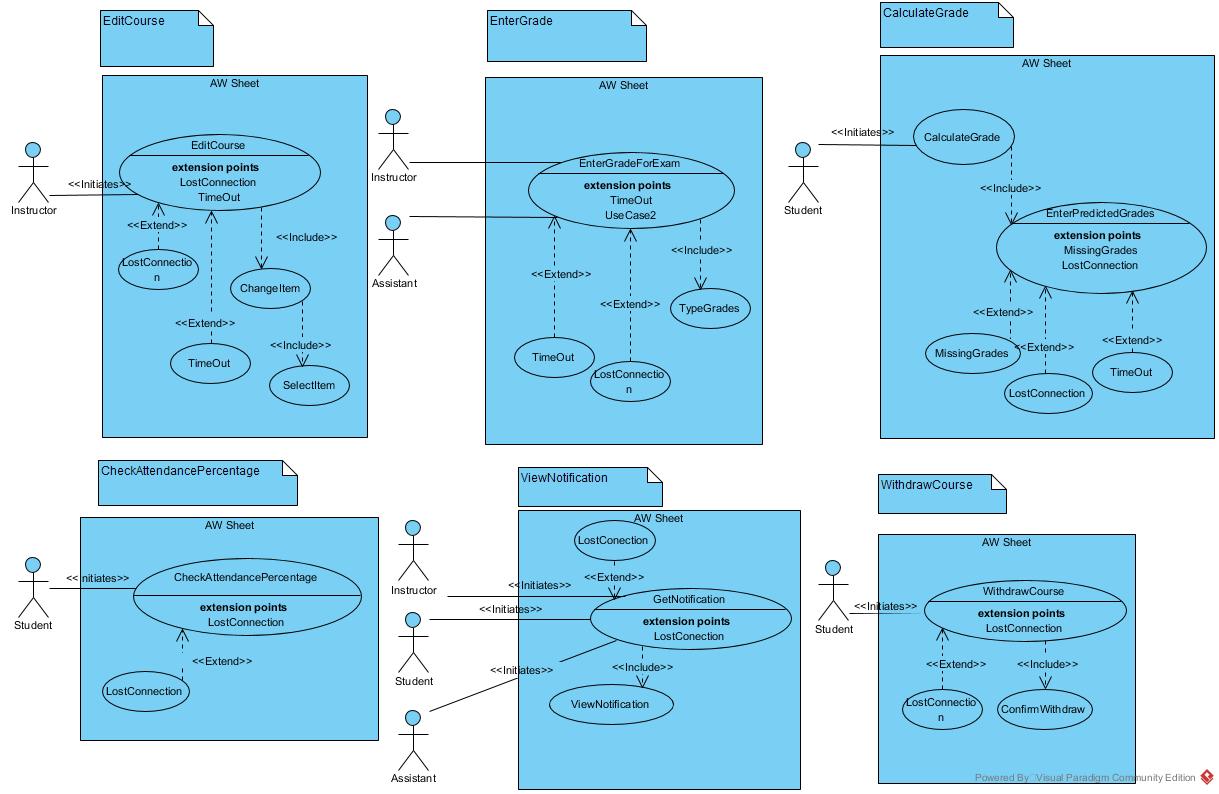 EditCourse
AW Sheet
EditCourse
extension points
LostConnection
TimeOut
<<Initiates>>
Instructor
<<Extend>>
<<Include>>
LostConnectio
n
ChangeItem
<<Extend>>
<<Include>>
TimeOut
SelectItem
EnterGrade
AW Sheet
Instructor
EnterGradeForExam
extension points
TimeOut
UseCase2
Assistant
<<Include>>
<<Extend>>
<<Extend>>
TypeGrades
TimeOut
LostConnectio
n
CalculateGrade
AW Sheet
<<Initiates>>
CalculateGrade
Student
<<Include>>
EnterPredictedGrades
extension points
MissingGrades
LostConnection
<<Extend>>
<<Extend>>
<<Extend>>
MissingGrades
TimeOut
LostConnection
CheckAttendancePercentage
AW Sheet
<<Initiates>>
CheckAttendancePercentage
extension points
LostConnection
Student
<<Extend>>
LostConnection
ViewNotification
AW Sheet
LostConection
<<Extend>>
Instructor
<<Initiates>>
GetNotification
<<Initiates>>
extension points
LostConection
Student
<<Initiates>>
<<Include>>
ViewNotification
Assistant
WithdrawCourse
AW Sheet
WithdrawCourse
<<Initiates>>
extension points
LostConnection
Student
<<Extend>>
<<Include>>
LostConnectio
n
ConfirmWithdraw
Powered By Visual Paradigm Community Edition